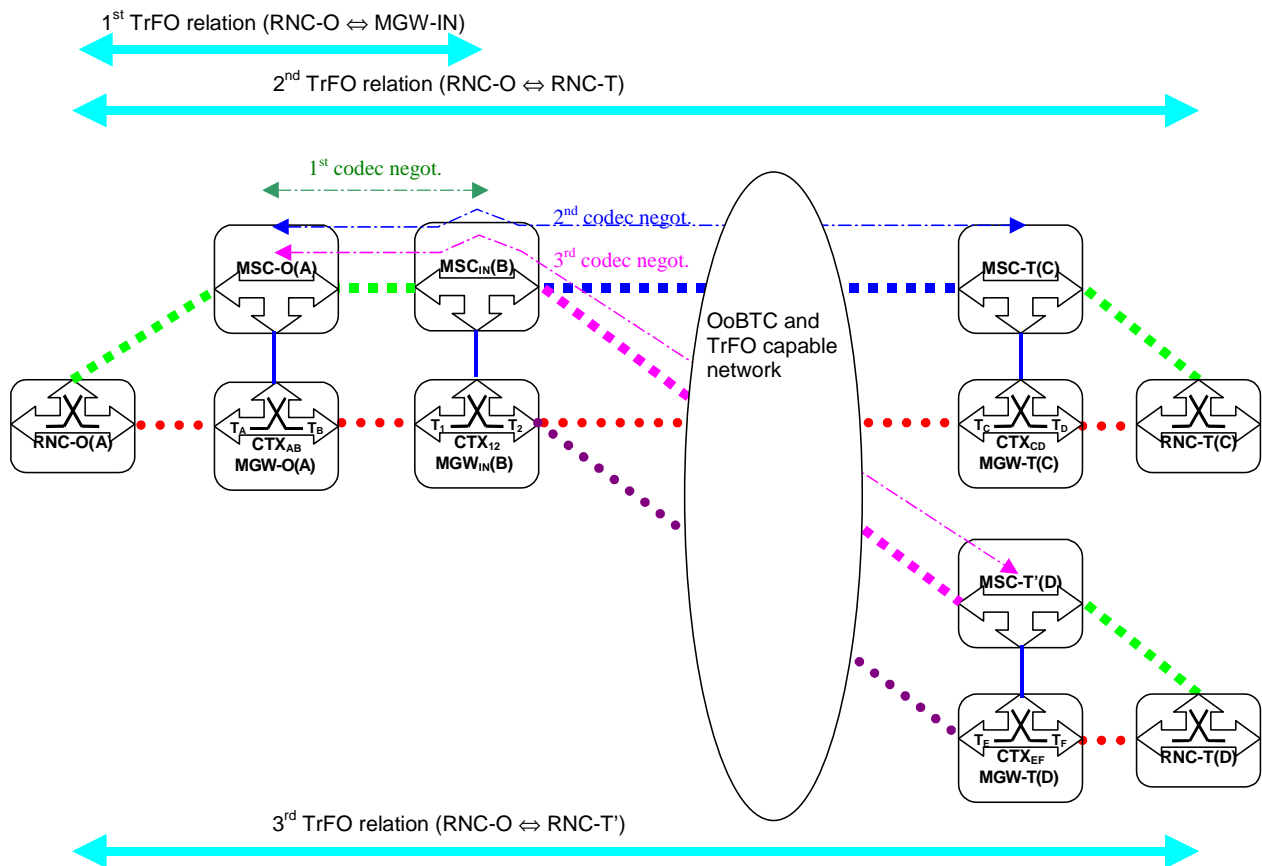 1st TrFO relation (RNC-O ⇔ MGW-IN)
2nd TrFO relation (RNC-O ⇔ RNC-T)
1st codec negot.
2nd codec negot.
3rd codec negot.
MSC-O(A)
MSCIN(B)
MSC-T(C)
OoBTC and
TrFO capable
network
RNC-O(A)
TA TB
CTXAB
MGW-O(A)
T1 T2
CTX12
MGWIN(B)
TC TD
CTXCD
MGW-T(C)
RNC-T(C)
MSC-T’(D)
TE TF
CTXEF
MGW-T(D)
RNC-T(D)
3rd TrFO relation (RNC-O ⇔ RNC-T’)